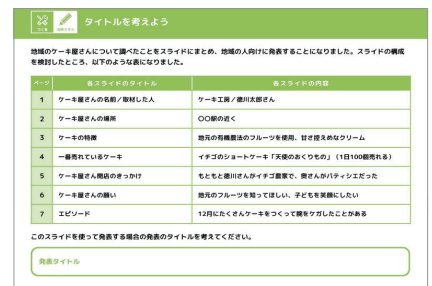 タイトルを考えよう
地域のケーキ屋さんについて調べたことをスライドにまとめ、地域の人向けに発表することになりました。スライドの構成
を検討したところ、以下のような表になりました。
ページ 各スライドのタイトル 各スライドの内容
1 ケーキ屋さんの名前/取材した人 ケーキ工房/徳川太郎さん
2 ケーキ屋さんの場所 〇〇駅の近く
3 ケーキの特徴 地元の有機農法のフルーツを使用、甘さ控えめなクリーム
4 一番売れているケーキ イチゴのショートケーキ「天使のおくりもの」(1日100個売れる)
5 ケーキ屋さん開店のきっかけ もともと徳川さんがイチゴ農家で、奥さんがパティシエだった
6 ケーキ屋さんの願い 地元のフルーツを知ってほしい、子どもを笑顔にしたい
7 エピソード 12月にたくさんケーキをつくって腕をケガしたことがある
このスライドを使って発表する場合の発表のタイトルを考えてください。
発表タイトル